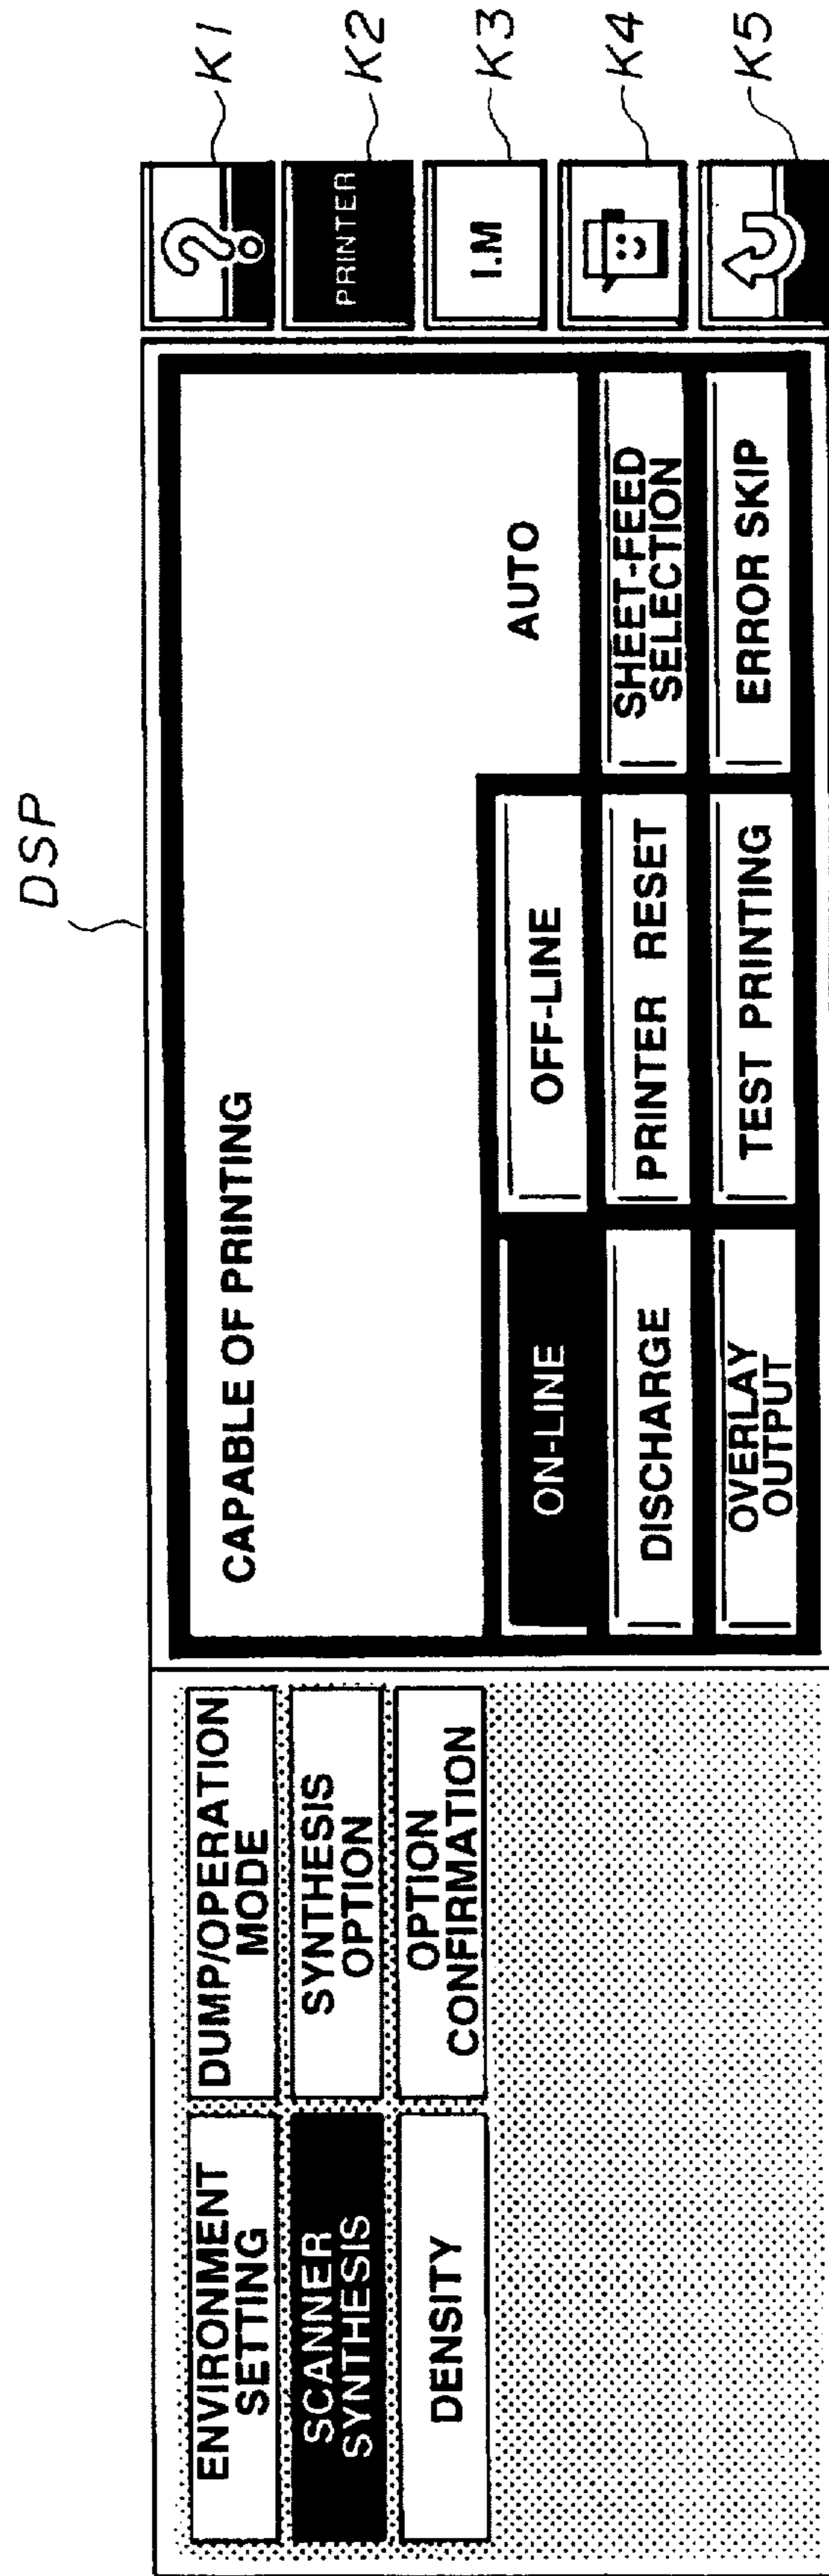 DSP
ENVIRONMENT
SETTING
DUMP/OPERATION
MODE
SCANNER
SYNTHESIS
SYNTHESIS
OPTION
DENSITY
OPTION
CONFIRMATION
CAPABLE OF PRINTING
AUTO
ON-LINE
OFF-LINE
DISCHARGE
PRINTER RESET
SHEET-FEED
SELECTION
OVERLAY
OUTPUT
TEST PRINTING
ERROR SKIP
?
K1
PRINTER
K2
I.M
K3
K4
K5